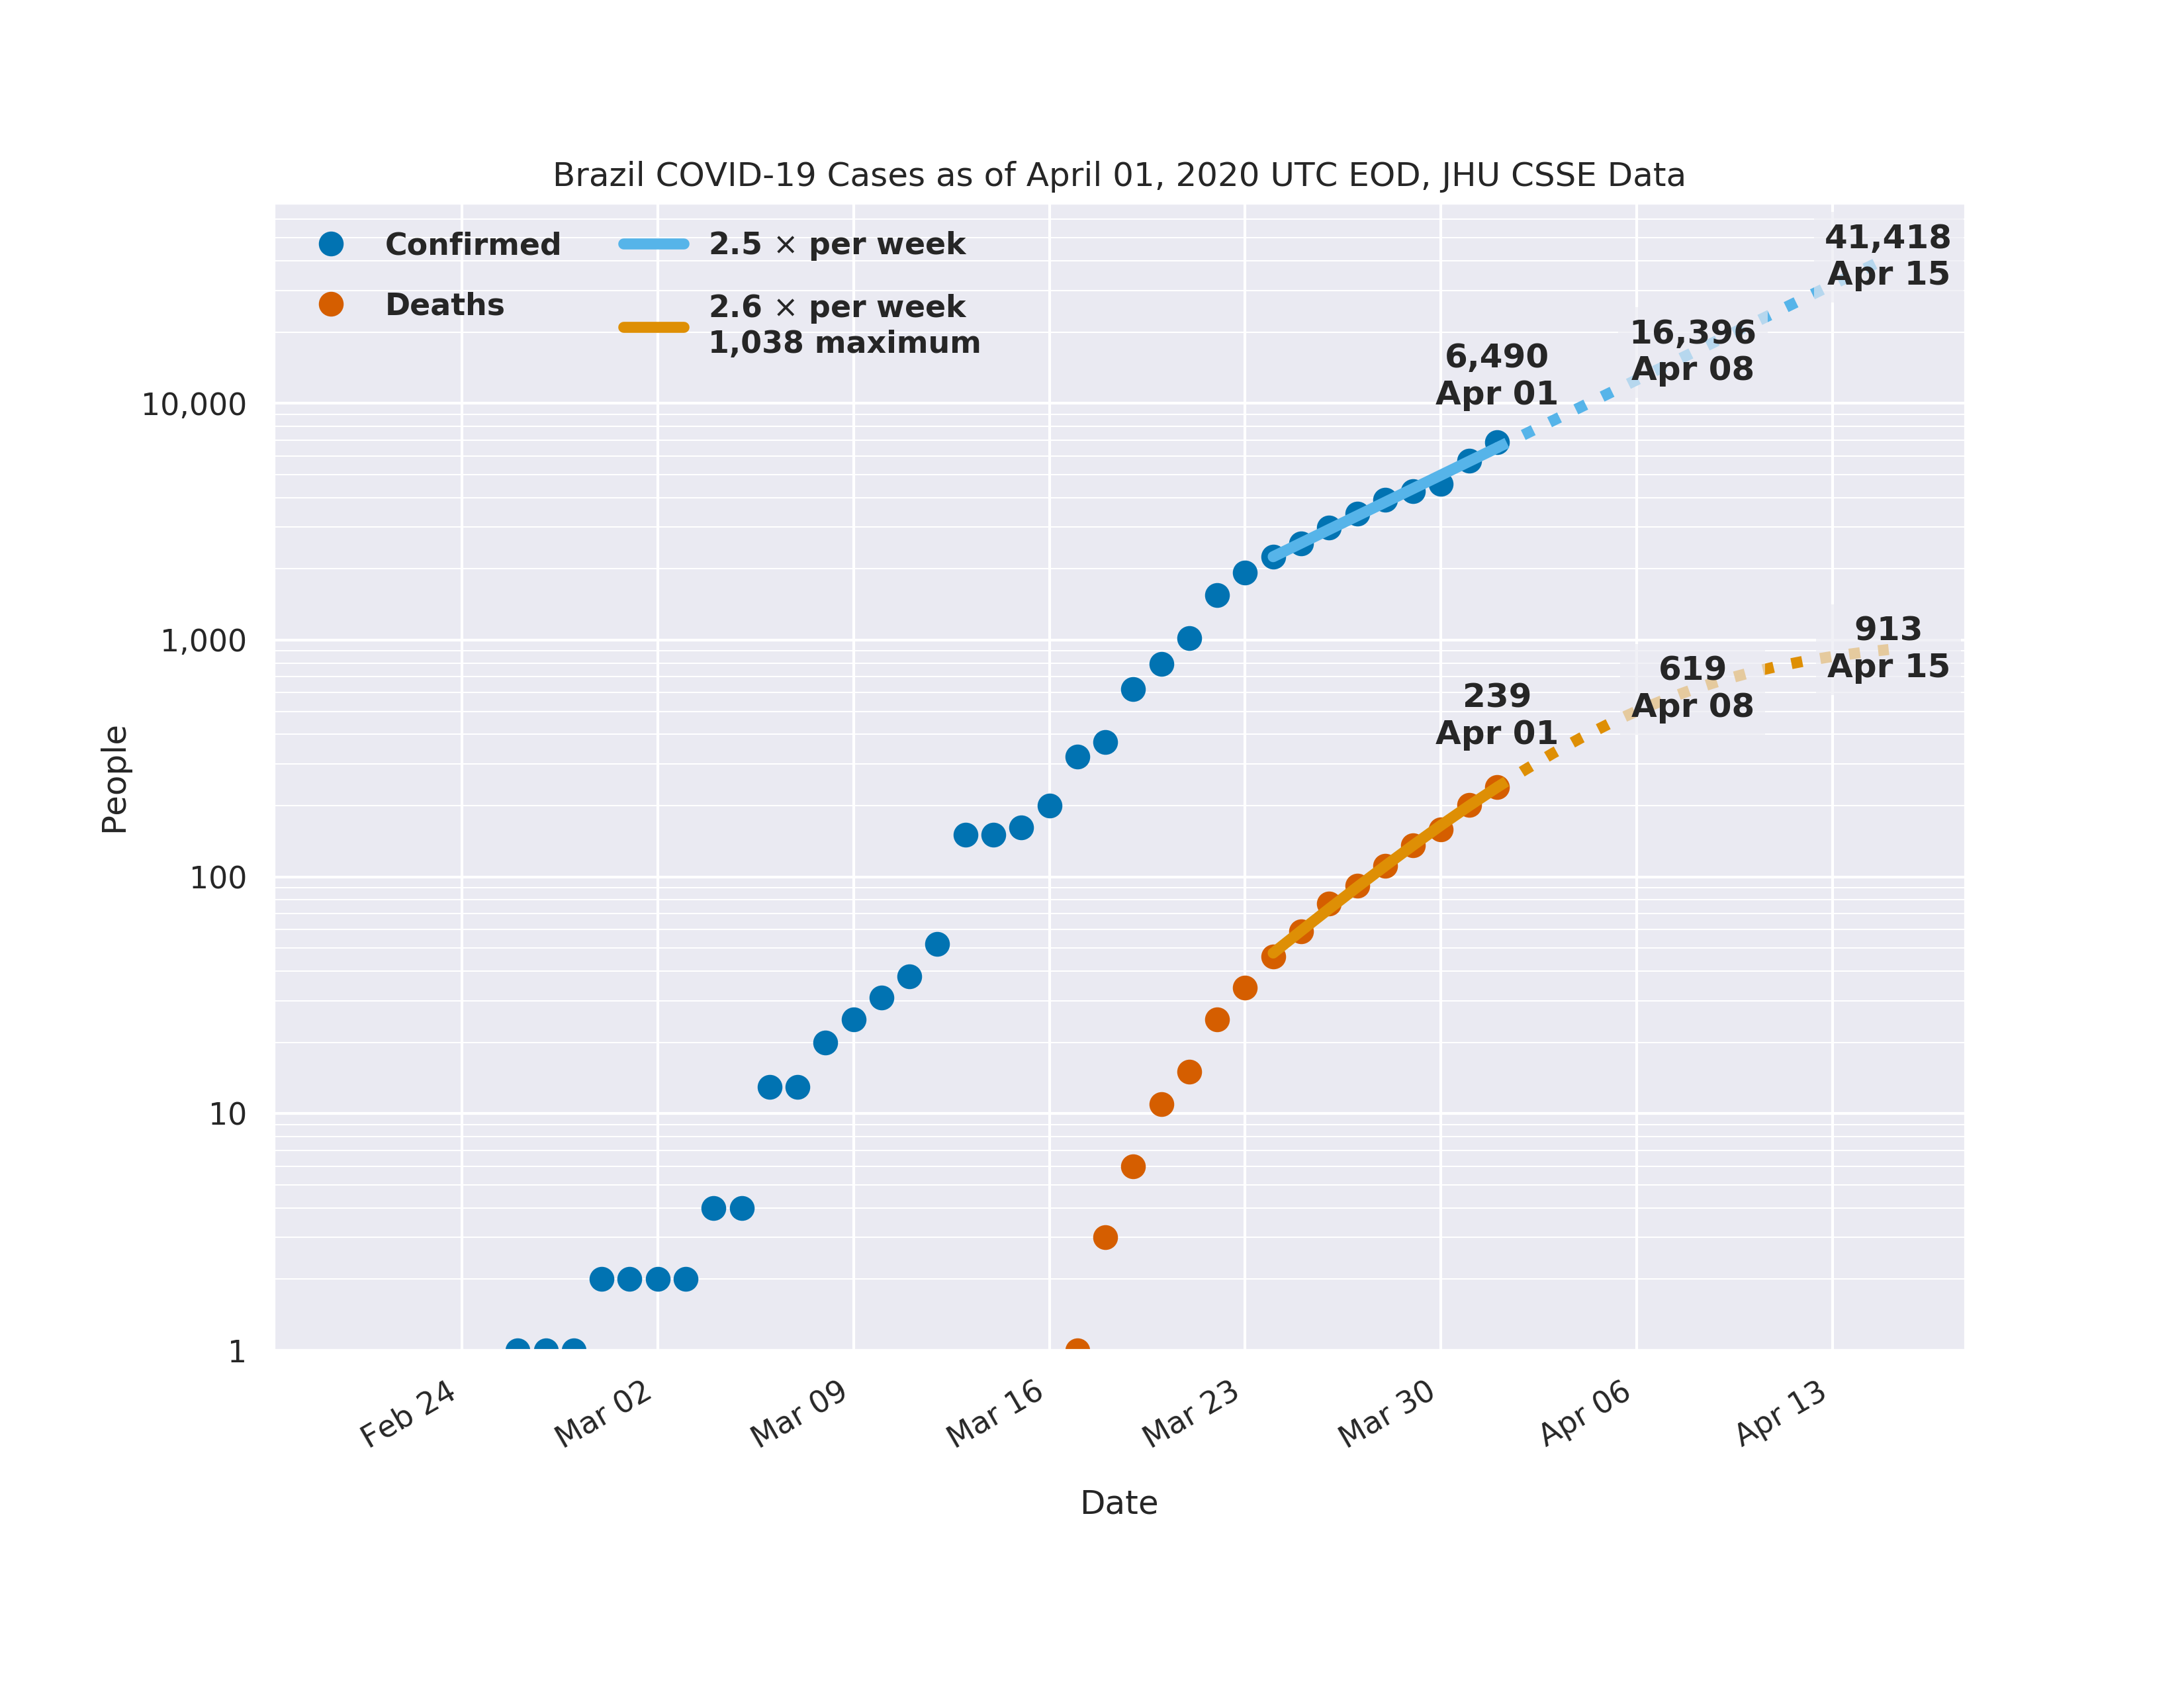 Brazil COVID-19 Cases as of April 01, 2020 UTC EOD, JHU CSSE Data
Confirmed
Deaths
2.5 × per week
2.6 × per week
1,038 maximum
41,418
Apr 15
16,396
Apr 08
6,490
Apr 01
913
Apr 15
619
Apr 08
239
Apr 01
People
10,000
1,000
100
10
1
Feb 24
Mar 02
Mar 09
Mar 16
Mar 23
Mar 30
Apr 06
Apr 13
Date